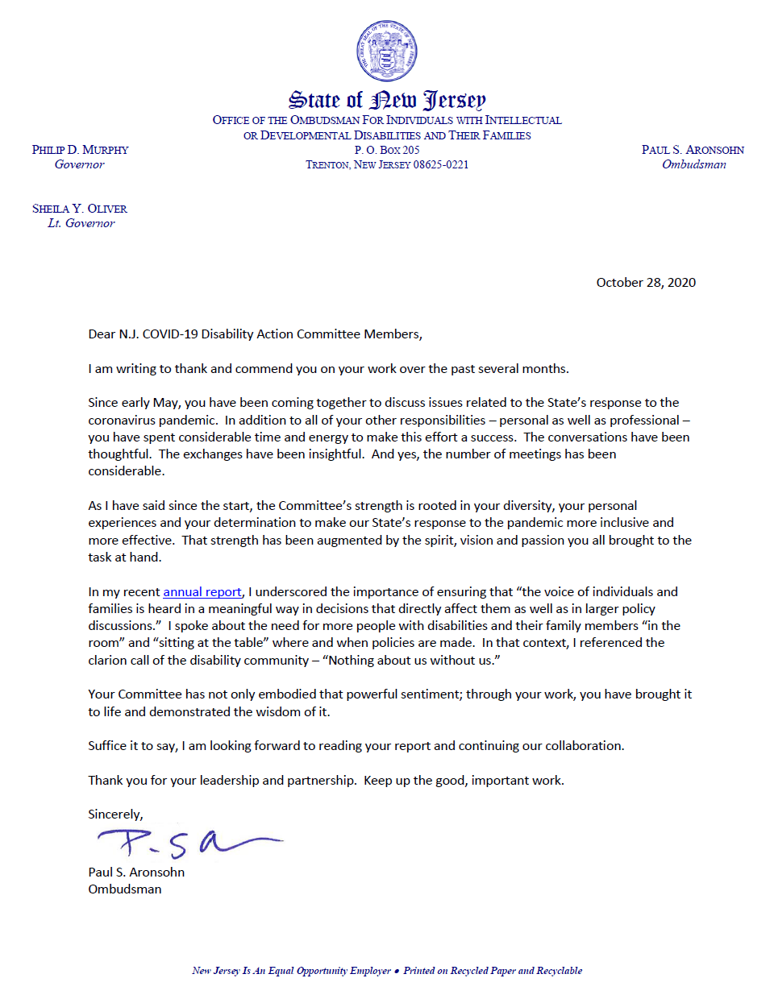 THE GREAT SEAL OF THE STATE OF NEW JERSEY
State of New Jersey
OFFICE OF THE OMBUDSMAN FOR INDIVIDUALS WITH INTELLECTUAL
OR DEVELOPMENTAL DISABILITIES AND THEIR FAMILIES
P. O. BOX 205
TRENTON, NEW JERSEY 08625-0221
PHILIP D. MURPHY
Governor
PAUL S. ARONSOHN
Ombudsman
SHEILA Y. OLIVER
Lt. Governor
October 28, 2020
Dear N.J. COVID-19 Disability Action Committee Members,
I am writing to thank and commend you on your work over the past several months.
Since early May, you have been coming together to discuss issues related to the State’s response to the
coronavirus pandemic.  In addition to all of your other responsibilities – personal as well as professional –
you have spent considerable time and energy to make this effort a success.  The conversations have been
thoughtful.  The exchanges have been insightful.  And yes, the number of meetings has been
considerable.
As I have said since the start, the Committee’s strength is rooted in your diversity, your personal
experiences and your determination to make our State’s response to the pandemic more inclusive and
more effective.  That strength has been augmented by the spirit, vision and passion you all brought to the
task at hand.
In my recent annual report, I underscored the importance of ensuring that “the voice of individuals and
families is heard in a meaningful way in decisions that directly affect them as well as in larger policy
discussions.”  I spoke about the need for more people with disabilities and their family members “in the
room” and “sitting at the table” where and when policies are made.  In that context, I referenced the
clarion call of the disability community – “Nothing about us without us.”
Your Committee has not only embodied that powerful sentiment; through your work, you have brought it
to life and demonstrated the wisdom of it.
Suffice it to say, I am looking forward to reading your report and continuing our collaboration.
Thank you for your leadership and partnership.  Keep up the good, important work.
Sincerely,
P. S A
Paul S. Aronsohn
Ombudsman
New Jersey Is An Equal Opportunity Employer • Printed on Recycled Paper and Recyclable